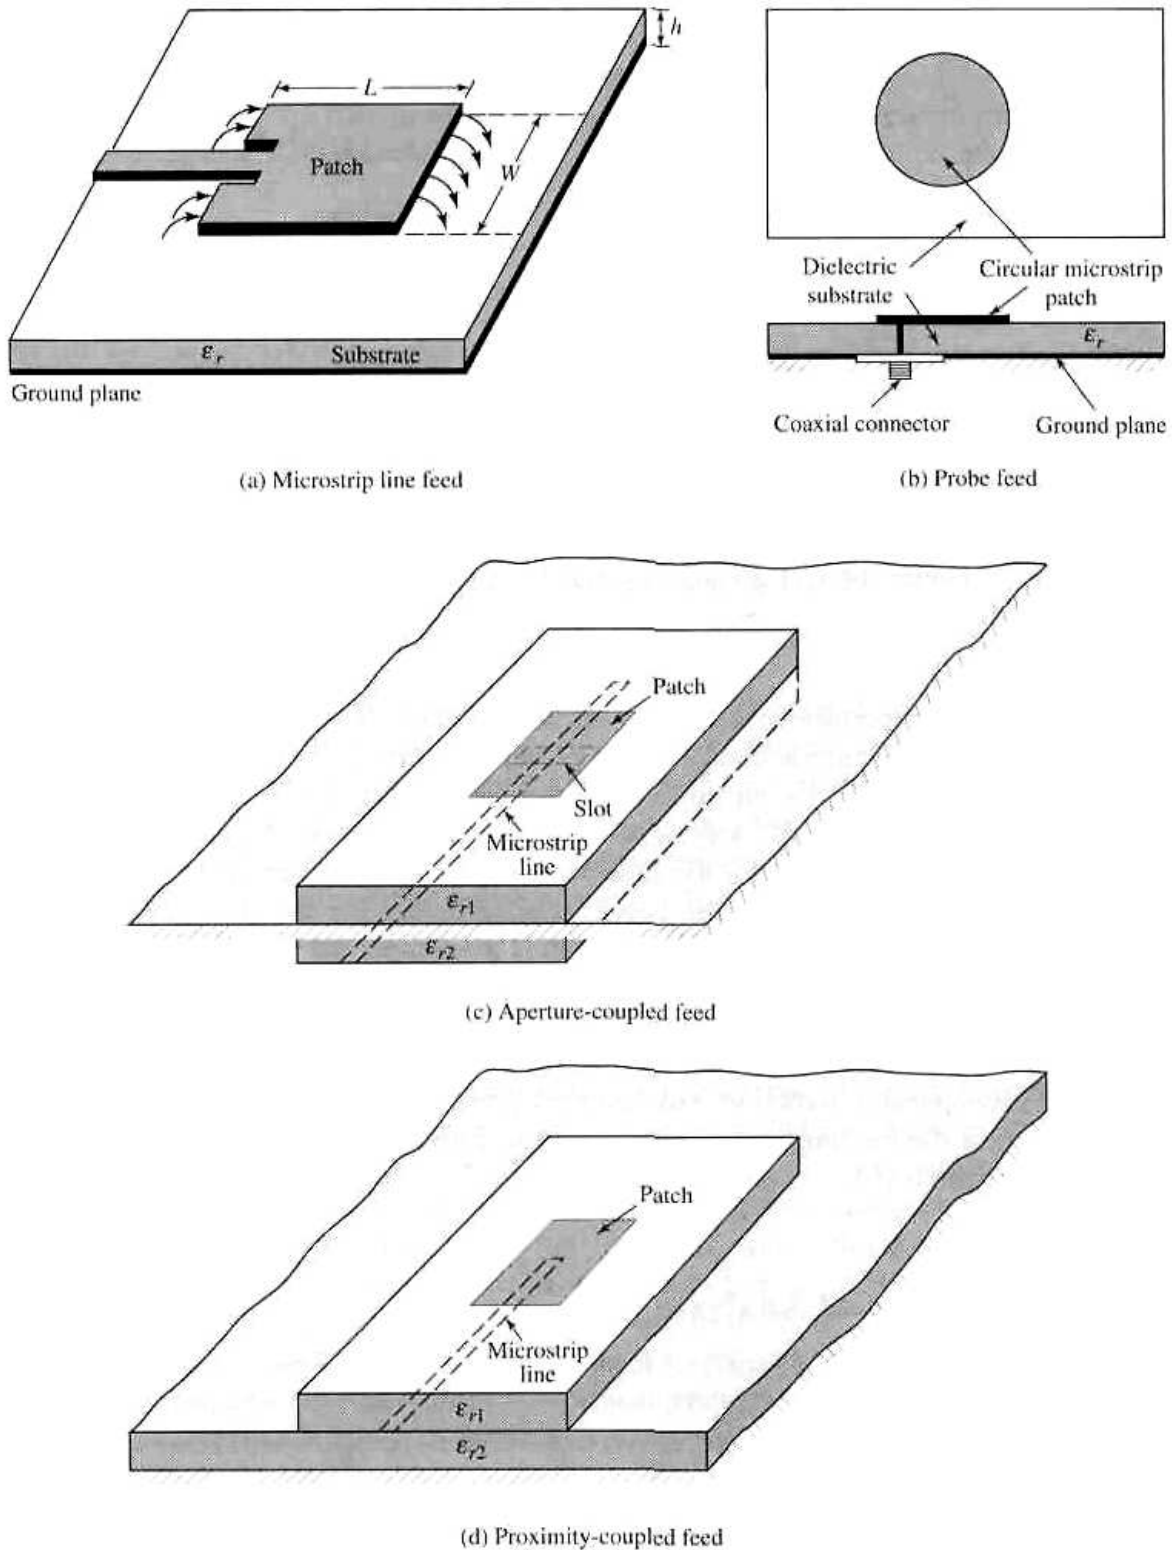 h
L
Patch
W
εr
Substrate
Ground plane
(a) Microstrip line feed
Dielectric
substrate
Circular microstrip
patch
εr
Coaxial connector
Ground plane
(b) Probe feed
Patch
Slot
Microstrip
line
εr1
εr2
(c) Aperture-coupled feed
Patch
Microstrip
line
εr1
εr2
(d) Proximity-coupled feed